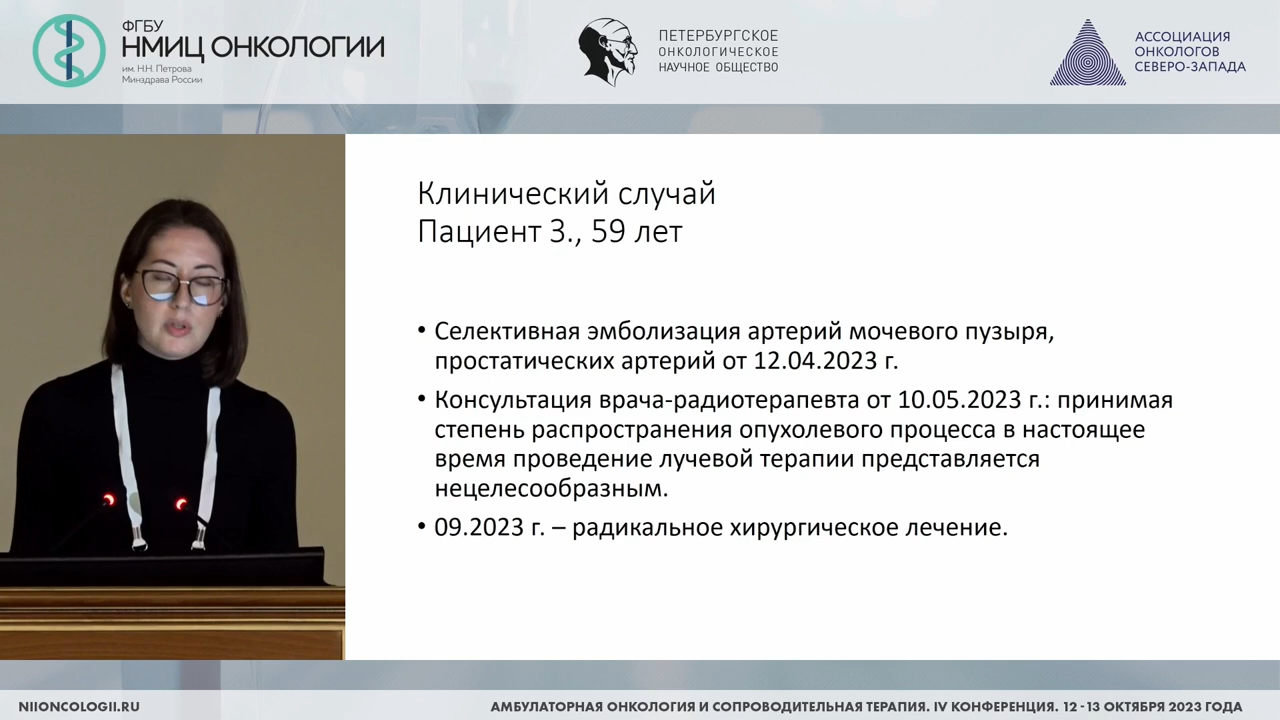 ФГБУ
НМИЦ ОНКОЛОГИИ
им. Н.Н. Петрова
Минздрава России
ПЕТЕРБУРГСКОЕ
ОНКОЛОГИЧЕСКОЕ
НАУЧНОЕ ОБЩЕСТВО
АССОЦИАЦИЯ
ОНКОЛОГОВ
СЕВЕРО-ЗАПАДА
Клинический случай
Пациент З., 59 лет
• Селективная эмболизация артерий мочевого пузыря,
простатических артерий от 12.04.2023 г.
• Консультация врача-радиотерапевта от 10.05.2023 г.: принимая
степень распространения опухолевого процесса в настоящее
время проведение лучевой терапии представляется
нецелесообразным.
• 09.2023 г. – радикальное хирургическое лечение.
NIIONCOLOGII.RU
АМБУЛАТОРНАЯ ОНКОЛОГИЯ И СОПРОВОДИТЕЛЬНАЯ ТЕРАПИЯ. IV КОНФЕРЕНЦИЯ. 12 - 13 ОКТЯБРЯ 2023 ГОДА